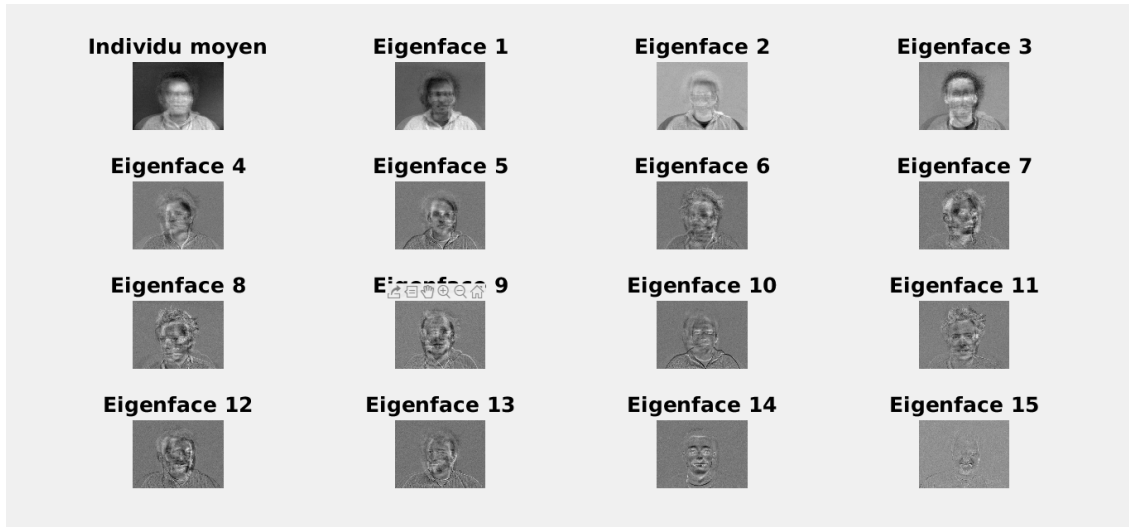 Individu moyen Eigenface 1 Eigenface 2 Eigenface 3
Eigenface 4 Eigenface 5 Eigenface 6 Eigenface 7
Eigenface 8 Eigenface 9 Eigenface 10 Eigenface 11
Eigenface 12 Eigenface 13 Eigenface 14 Eigenface 15